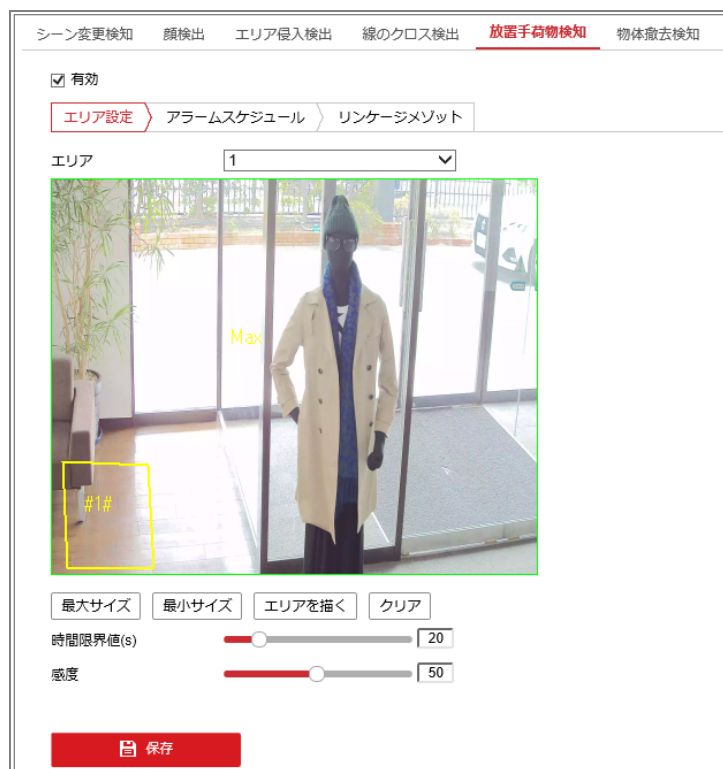 シーン変更検知 顔検出 エリア侵入検出 線のクロス検出 放置手荷物検知 物体撤去検知
有効
エリア設定 アラームスケジュール リンケージメゾット
エリア 1
Max
#1#
最大サイズ 最小サイズ エリアを描く クリア
時間限界値(s) 20
感度 50
保存